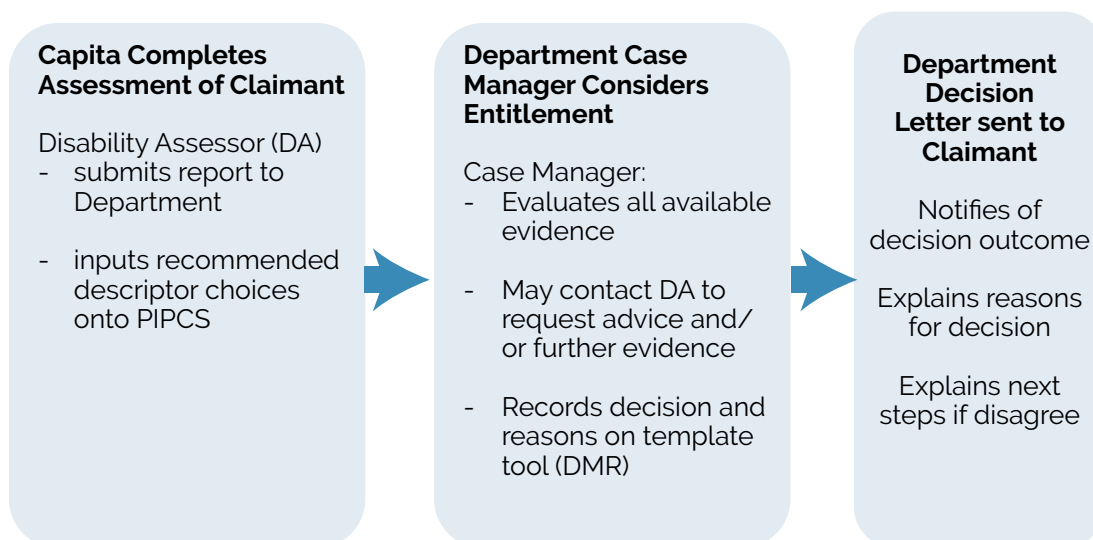 Capita Completes
Assessment of Claimant
Disability Assessor (DA)
- submits report to
Department
- inputs recommended
descriptor choices
onto PIPCS
Department Case
Manager Considers
Entitlement
Case Manager:
- Evaluates all available
evidence
- May contact DA to
request advice and/
or further evidence
- Records decision and
reasons on template
tool (DMR)
Department
Decision
Letter sent to
Claimant
Notifies of
decision outcome
Explains reasons
for decision
Explains next
steps if disagree